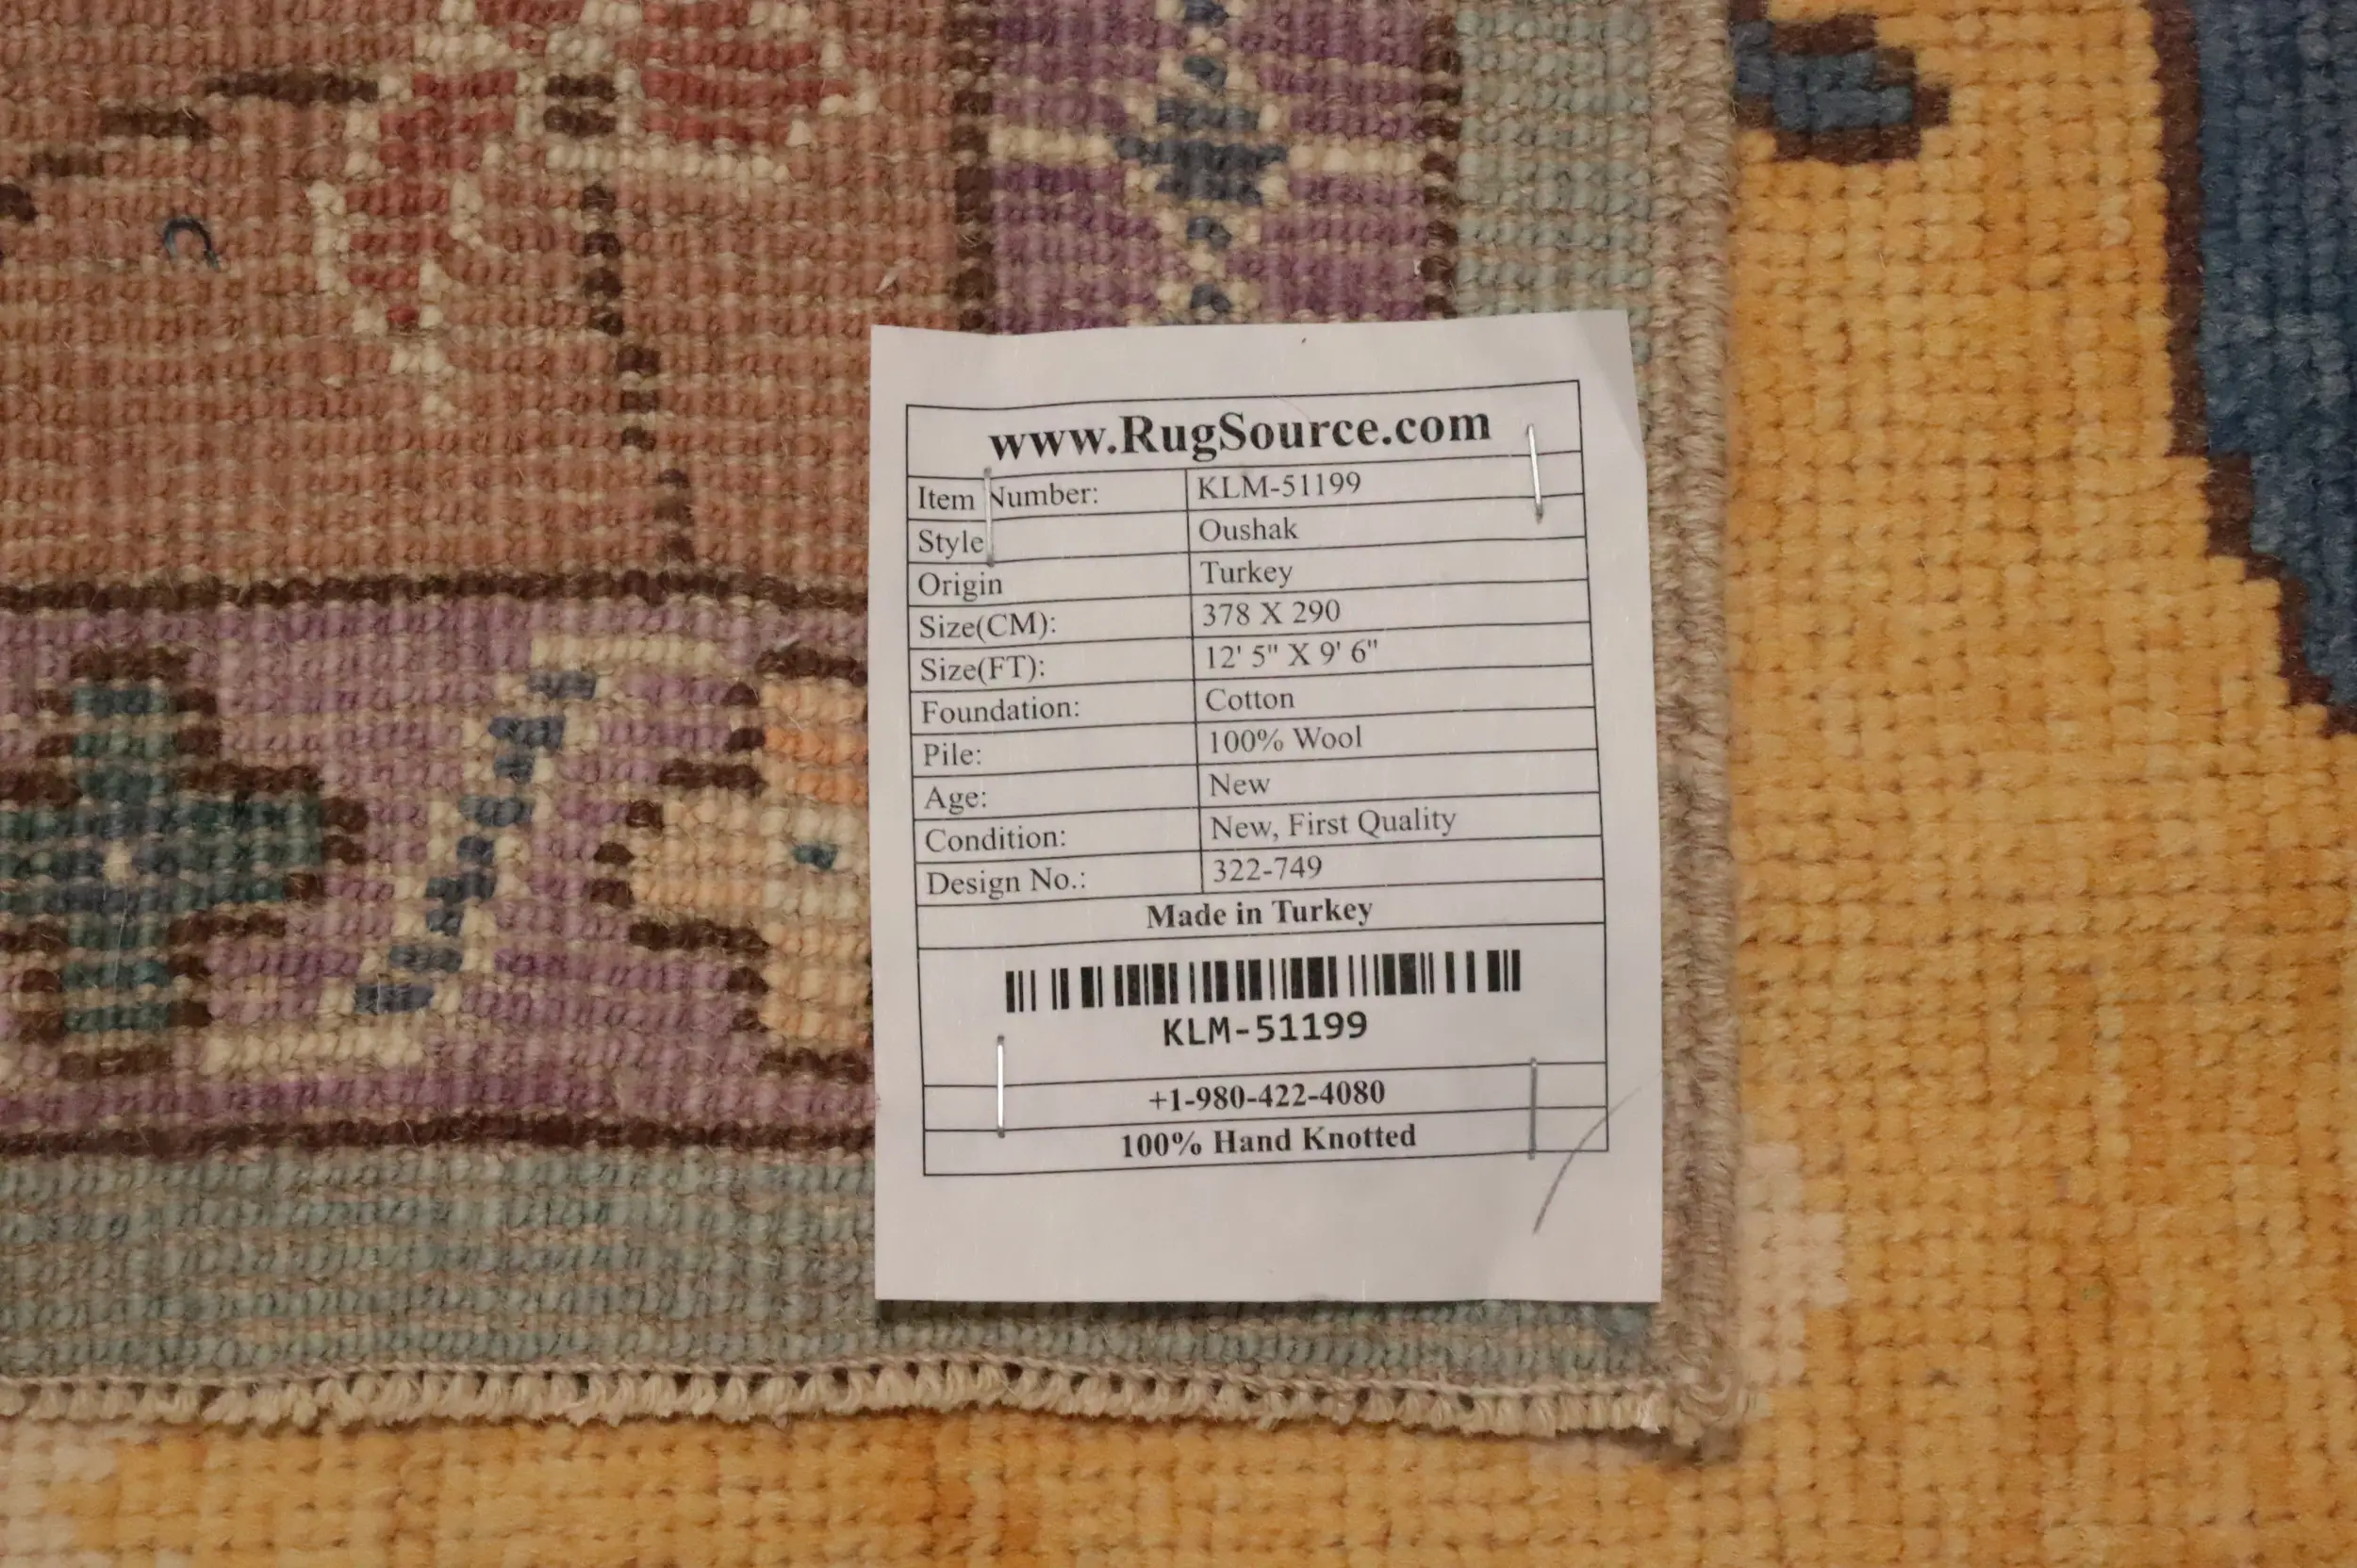 www.RugSource.com
Item Number: KLM-51199
Style Oushak
Origin Turkey
Size(CM): 378 X 290
Size(FT): 12' 5" X 9' 6"
Foundation: Cotton
Pile: 100% Wool
Age: New
Condition: New, First Quality
Design No.: 322-749
Made in Turkey
KLM-51199
+1-980-422-4080
100% Hand Knotted